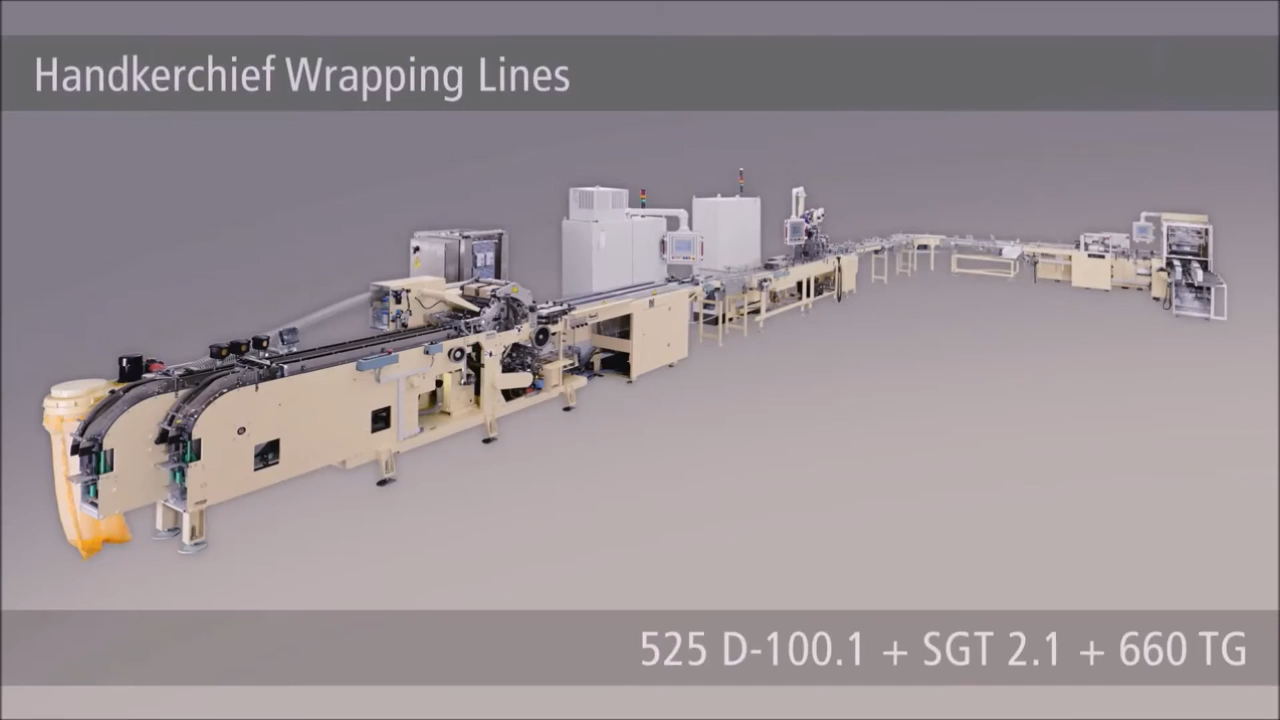 Handkerchief Wrapping Lines
525 D-100.1 + SGT 2.1 + 660 TG